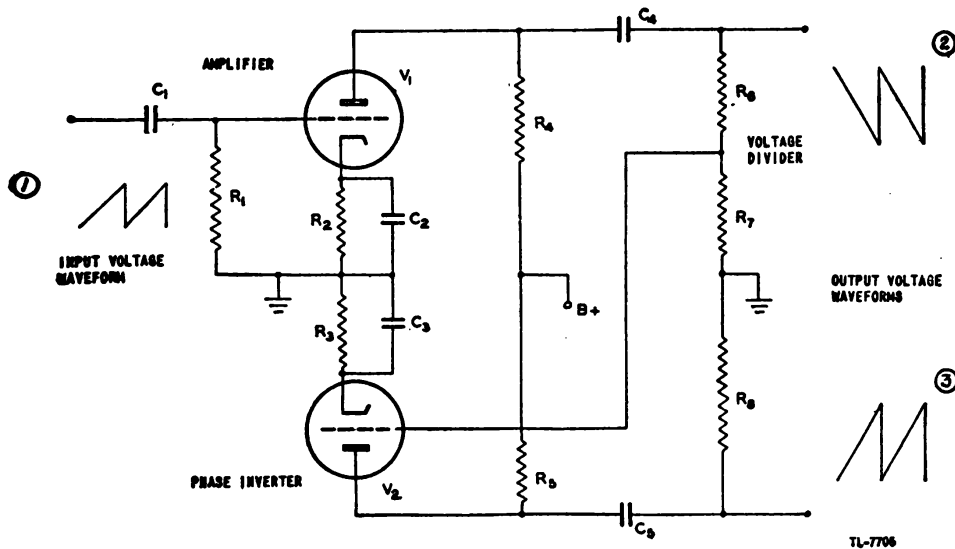 C4
②
AMPLIFIER
V1
C1
R6
R4
VOLTAGE
DIVIDER
①
R1
R2
C2
R7
INPUT VOLTAGE
WAVEFORM
OUTPUT VOLTAGE
WAVEFORMS
B+
R3
C3
③
R8
PHASE INVERTER
V2
R5
C5
TL-7706